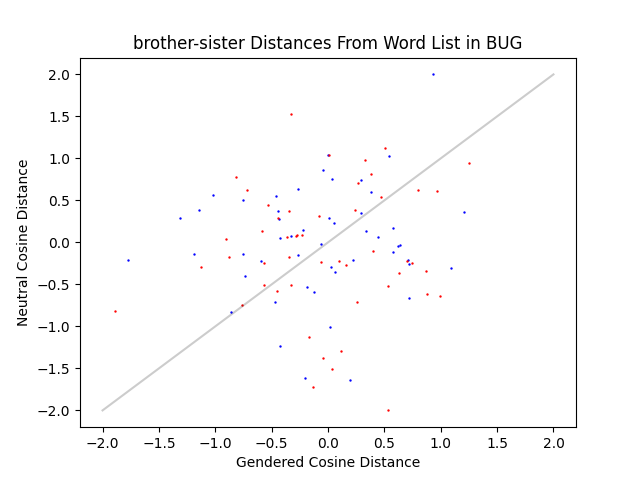 brother-sister Distances From Word List in BUG
2.0
1.5
1.0
0.5
0.0
−0.5
−1.0
−1.5
−2.0
Neutral Cosine Distance
−2.0 −1.5 −1.0 −0.5 0.0 0.5 1.0 1.5 2.0
Gendered Cosine Distance